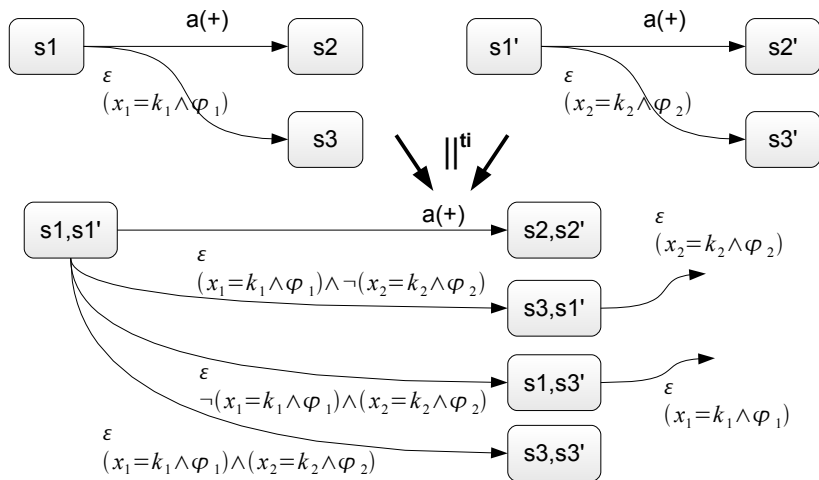 a(+)
s1
s2
ε
(x₁=k₁∧φ₁)
s3
a(+)
s1'
s2'
ε
(x₂=k₂∧φ₂)
s3'
||ᵗⁱ
a(+)
s1,s1'
s2,s2'
ε
(x₂=k₂∧φ₂)
ε
(x₁=k₁∧φ₁)∧¬(x₂=k₂∧φ₂)
s3,s1'
ε
¬(x₁=k₁∧φ₁)∧(x₂=k₂∧φ₂)
s1,s3'
ε
(x₁=k₁∧φ₁)
ε
(x₁=k₁∧φ₁)∧(x₂=k₂∧φ₂)
s3,s3'